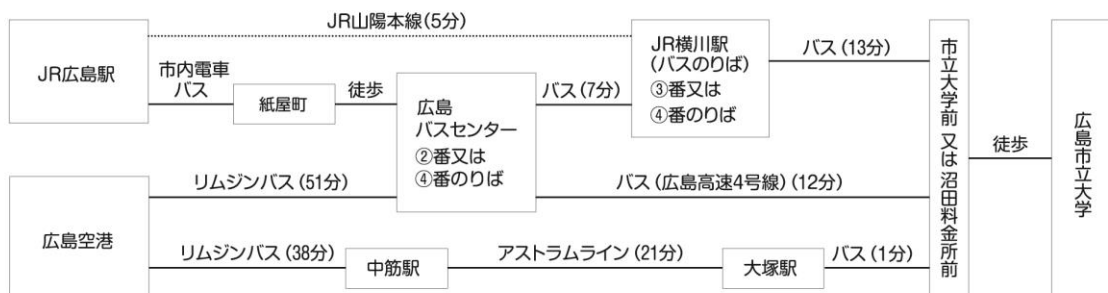 JR山陽本線(5分)
JR広島駅
市内電車
バス
紙屋町
徒歩
広島
バスセンター
②番又は
④番のりば
バス(7分)
JR横川駅
(バスのりば)
③番又は
④番のりば
バス(13分)
広島空港
リムジンバス(51分)
バス(広島高速4号線)(12分)
リムジンバス(38分)
中筋駅
アストラムライン(21分)
大塚駅
バス(1分)
市立大学前 又は 沼田料金所前
徒歩
広島市立大学